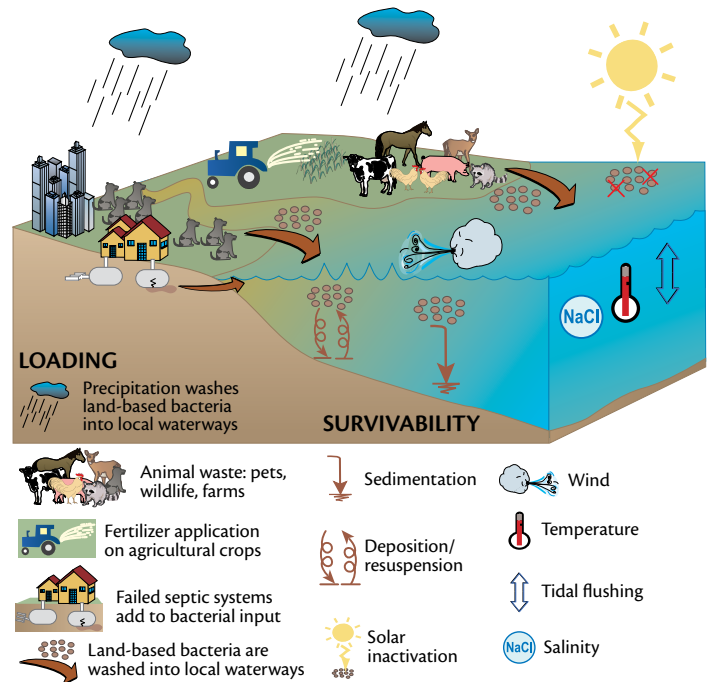 NaCl
LOADING
Precipitation washes
land-based bacteria
into local waterways
SURVIVABILITY
Animal waste: pets,
wildlife, farms
Fertilizer application
on agricultural crops
Failed septic systems
add to bacterial input
Land-based bacteria are
washed into local waterways
Sedimentation
Deposition/
resuspension
Solar
inactivation
Wind
Temperature
Tidal flushing
NaCl
Salinity